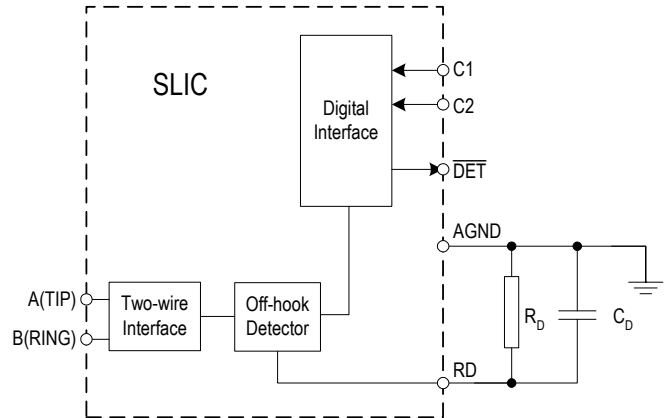 SLIC
Digital
Interface
C1
C2
DET
AGND
A(TIP)
B(RING)
Two-wire
Interface
Off-hook
Detector
R_D
C_D
RD